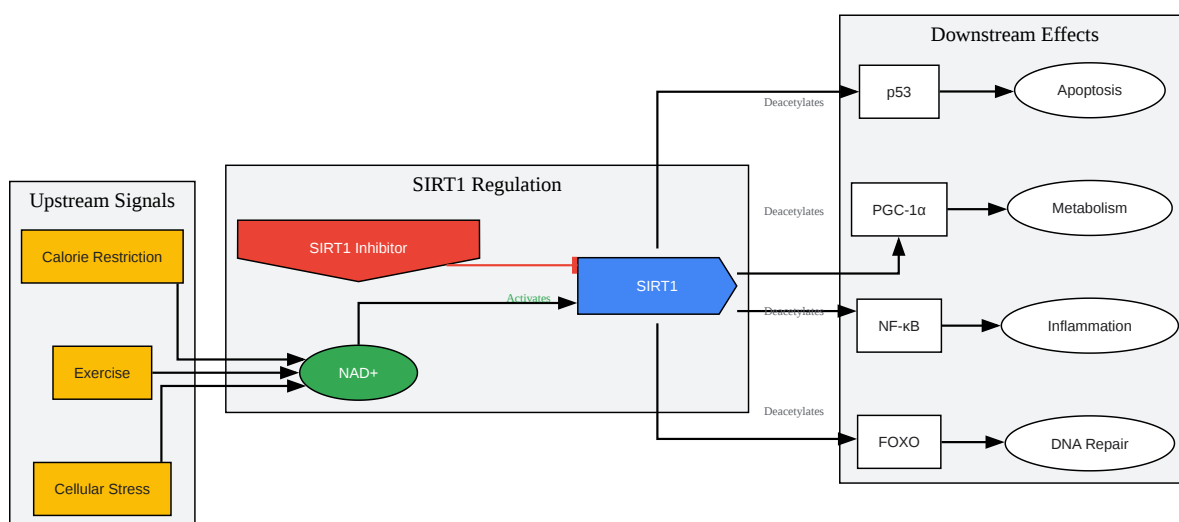 Upstream Signals
Calorie Restriction
Exercise
Cellular Stress
SIRT1 Regulation
SIRT1 Inhibitor
Activates
NAD+
SIRT1
Deacetylates
Deacetylates
Deacetylates
Deacetylates
Downstream Effects
p53
Apoptosis
PGC-1α
Metabolism
NF-κB
Inflammation
FOXO
DNA Repair